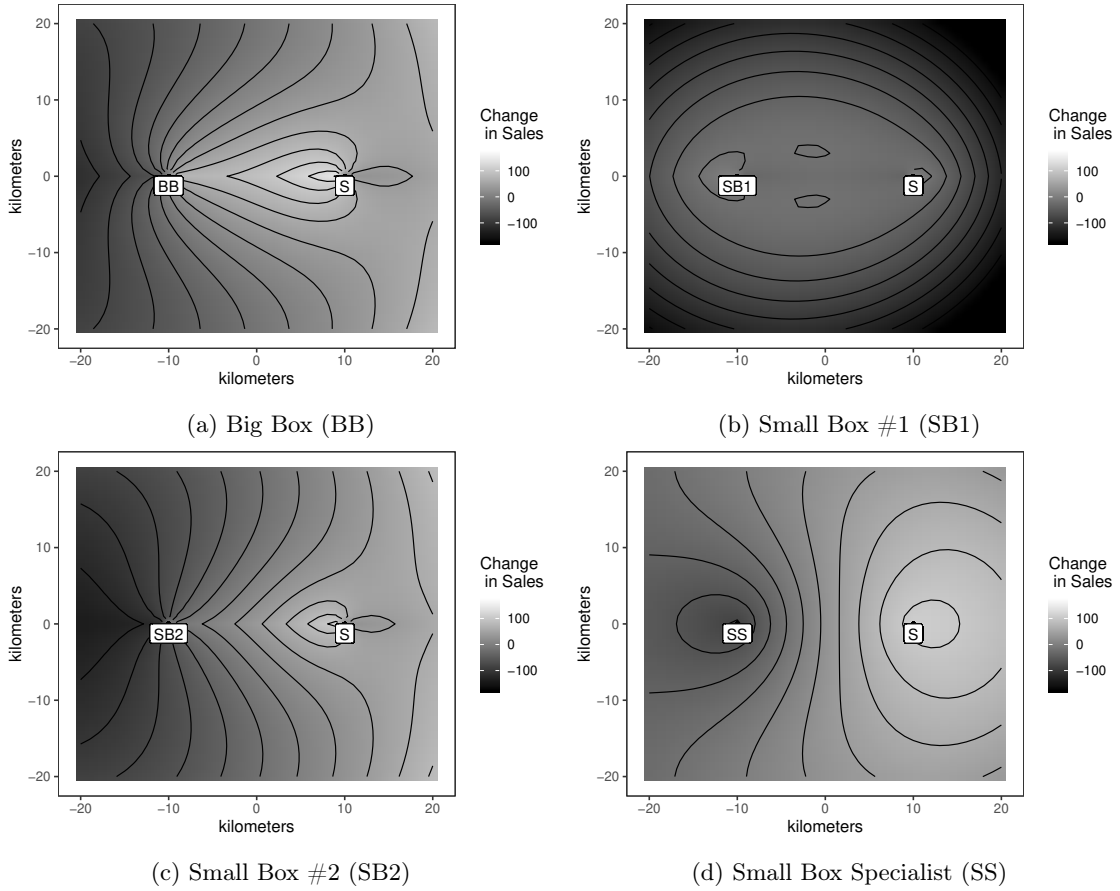 20
10
0
−10
−20
kilometers
BB
S
−20
−10
0
10
20
kilometers
Change
in Sales
100
0
−100
(a) Big Box (BB)
20
10
0
−10
−20
kilometers
SB1
S
−20
−10
0
10
20
kilometers
Change
in Sales
100
0
−100
(b) Small Box #1 (SB1)
20
10
0
−10
−20
kilometers
SB2
S
−20
−10
0
10
20
kilometers
Change
in Sales
100
0
−100
(c) Small Box #2 (SB2)
20
10
0
−10
−20
kilometers
SS
S
−20
−10
0
10
20
kilometers
Change
in Sales
100
0
−100
(d) Small Box Specialist (SS)